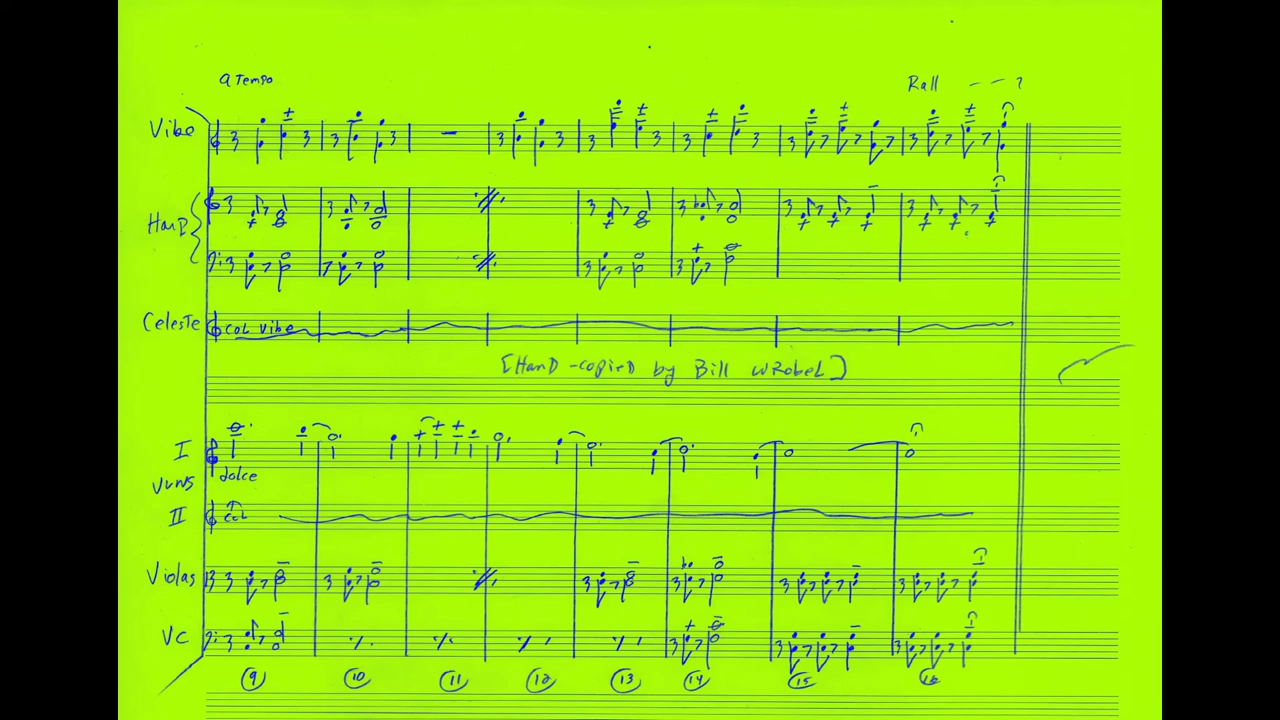 a Tempo
Rall
Vibe
Harp
Celeste
col vibe
[Hand-copied by Bill Wrobel]
I
dolce
Vlns
II
col I
Violas
VC
9 10 11 12 13 14 15 16